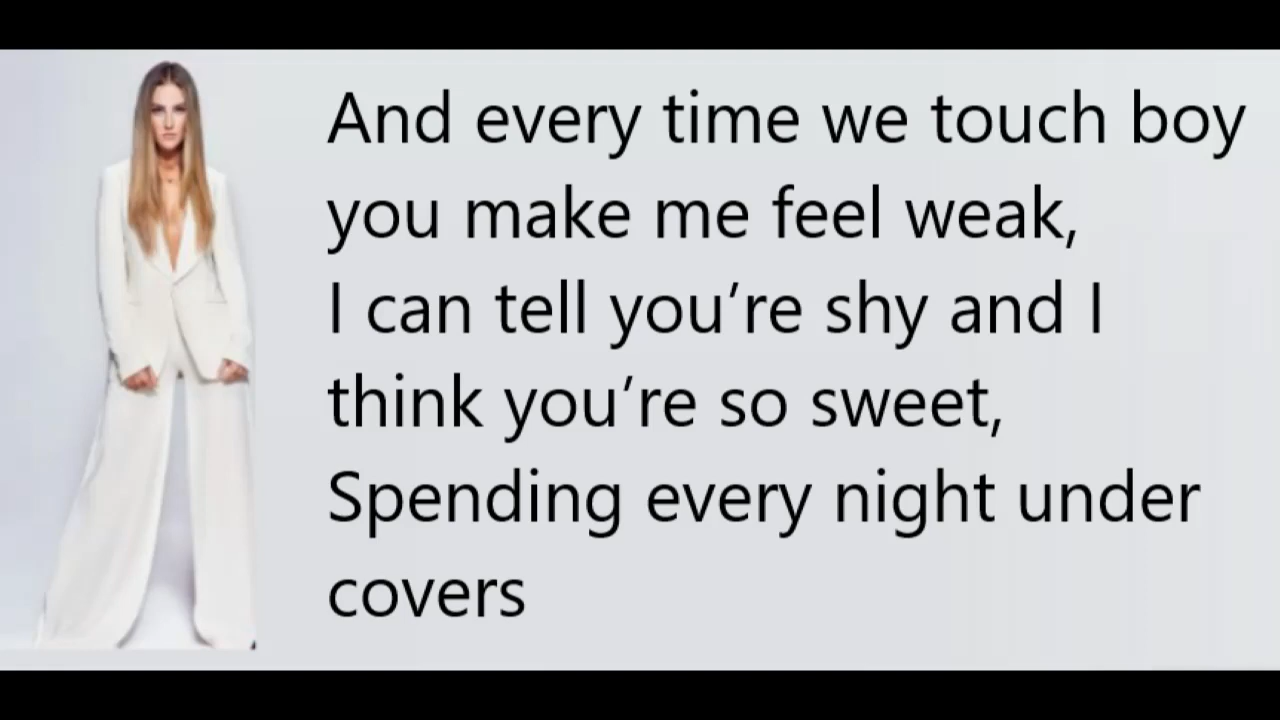 And every time we touch boy
you make me feel weak,
I can tell you’re shy and I
think you’re so sweet,
Spending every night under
covers